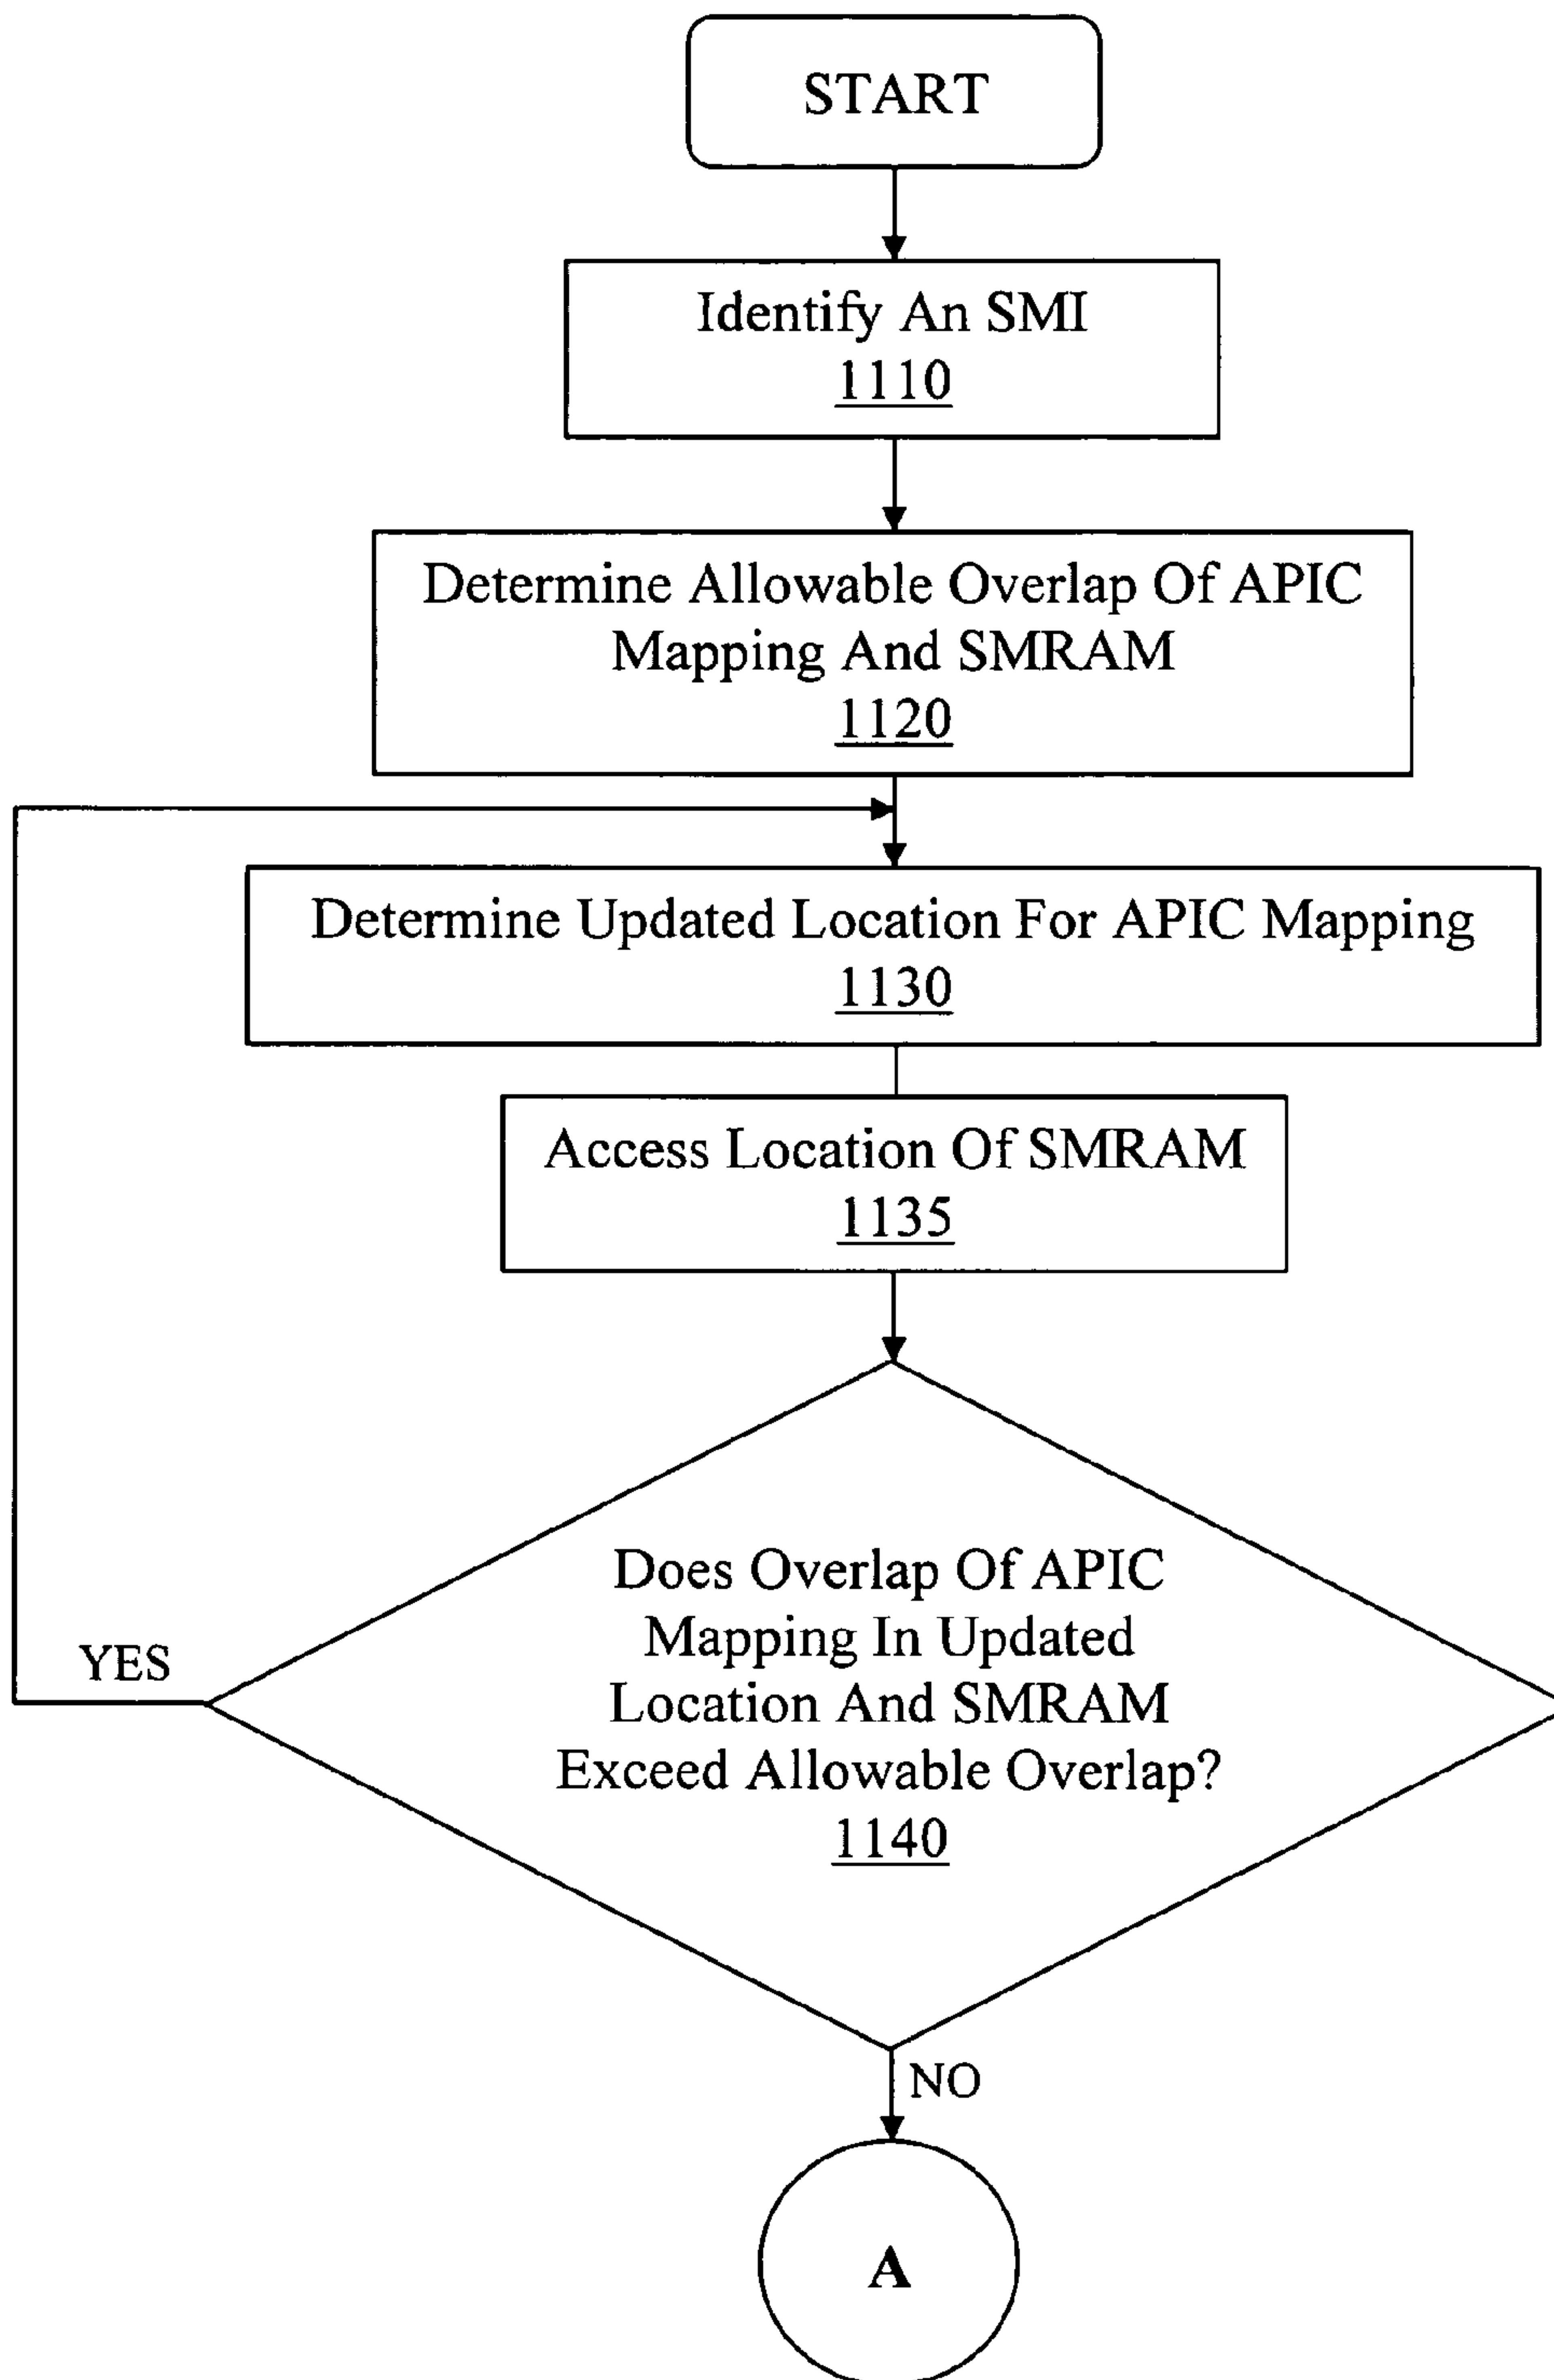 START
Identify An SMI
1110
Determine Allowable Overlap Of APIC
Mapping And SMRAM
1120
Determine Updated Location For APIC Mapping
1130
Access Location Of SMRAM
1135
Does Overlap Of APIC
Mapping In Updated
Location And SMRAM
Exceed Allowable Overlap?
1140
YES
NO
A